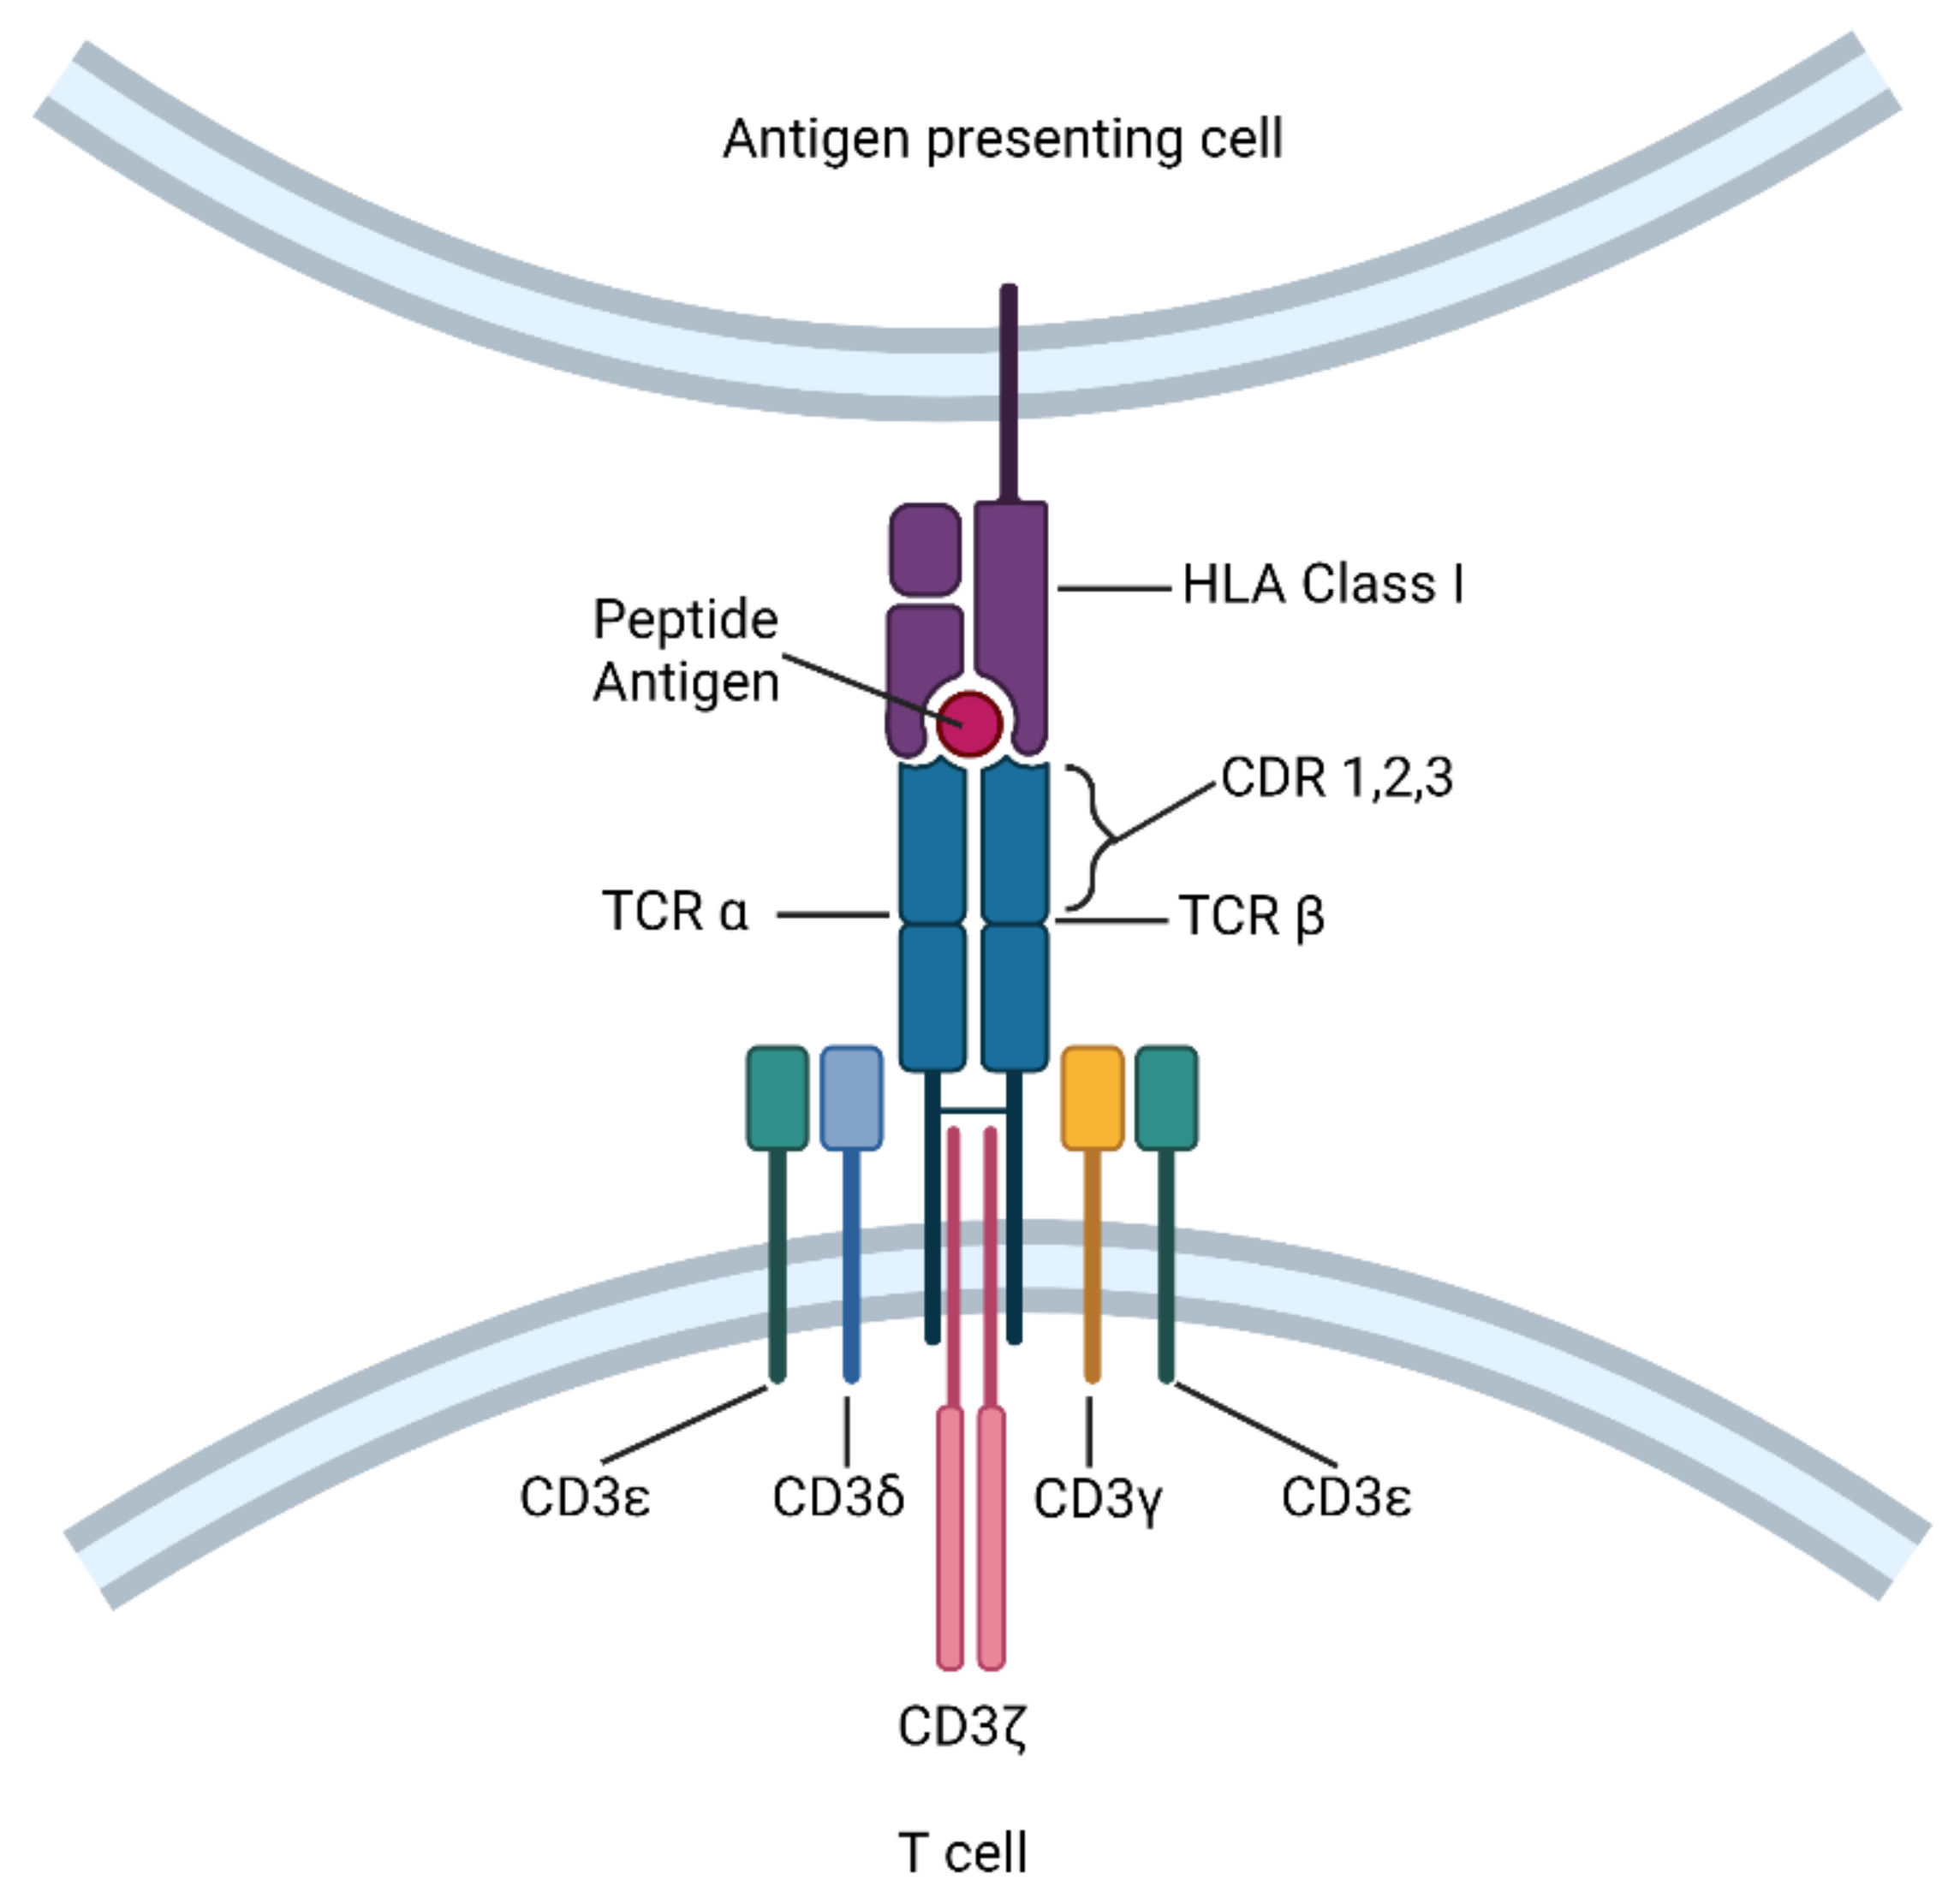 Antigen presenting cell
HLA Class I
Peptide
Antigen
CDR 1,2,3
TCR α
TCR β
CD3ε
CD3δ
CD3γ
CD3ε
CD3ζ
T cell